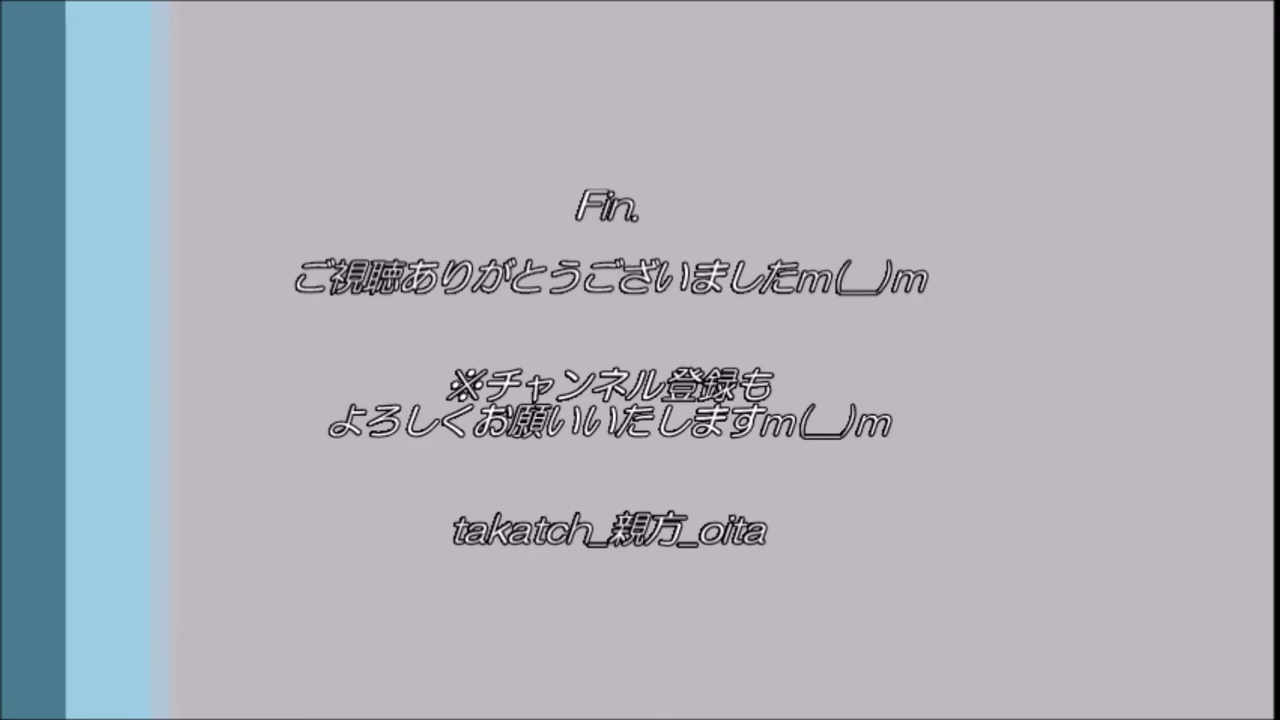 Fin.
ご視聴ありがとうございましたm(__)m
※チャンネル登録も
よろしくお願いいたしますm(__)m
takatch_親方_oita